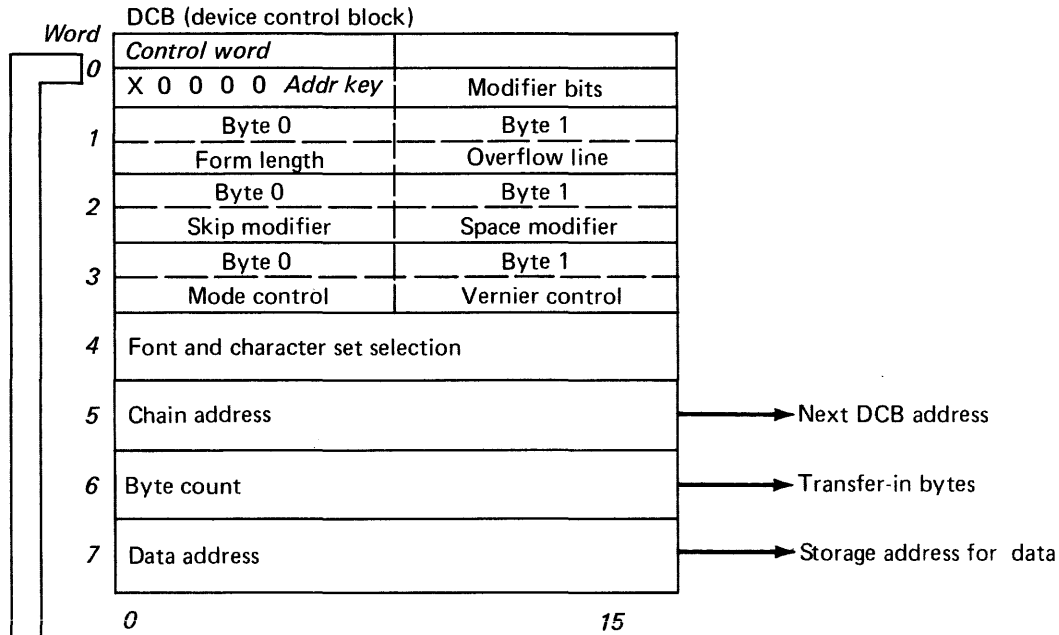 DCB (device control block)
Word
Control word
0
X 0 0 0 0 Addr key Modifier bits
1
Byte 0 Byte 1
Form length Overflow line
2
Byte 0 Byte 1
Skip modifier Space modifier
3
Byte 0 Byte 1
Mode control Vernier control
4 Font and character set selection
5 Chain address Next DCB address
6 Byte count Transfer-in bytes
7 Data address Storage address for data
0 15